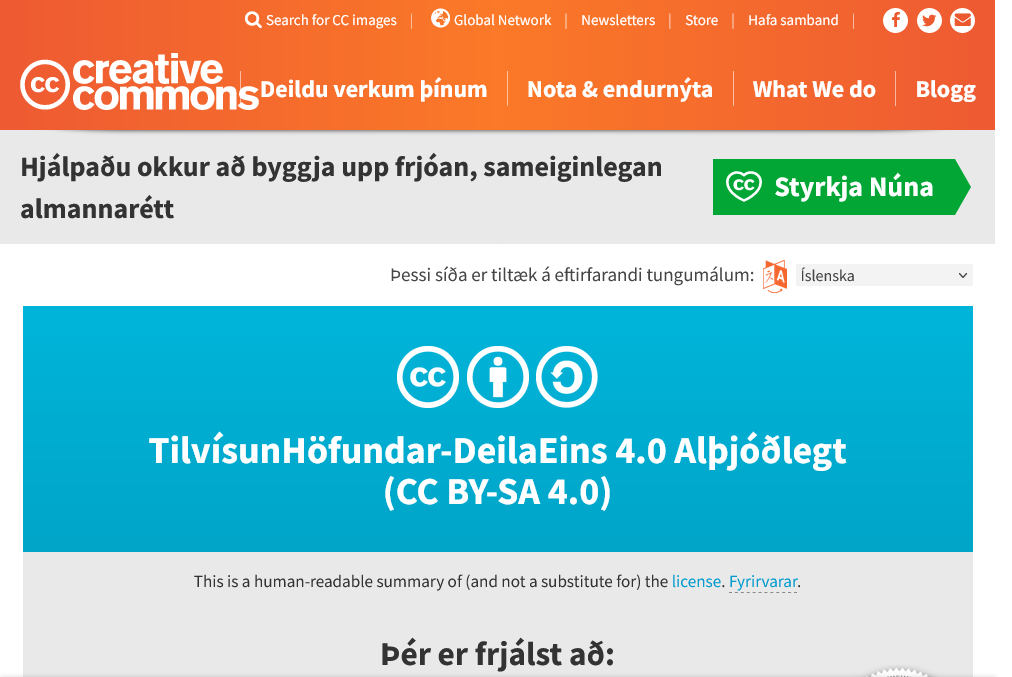 Search for CC images | Global Network | Newsletters | Store | Hafa samband |
cc creative commons
Deildu verkum þínum | Nota & endurnýta | What We do | Blogg
Hjálpaðu okkur að byggja upp frjóan, sameiginlegan
almannarétt
cc Styrkja Núna
Þessi síða er tiltæk á eftirfarandi tungumálum: Íslenska
cc
TilvísunHöfundar-DeilaEins 4.0 Alþjóðlegt
(CC BY-SA 4.0)
This is a human-readable summary of (and not a substitute for) the license. Fyrirvarar.
Þér er frjálst að: